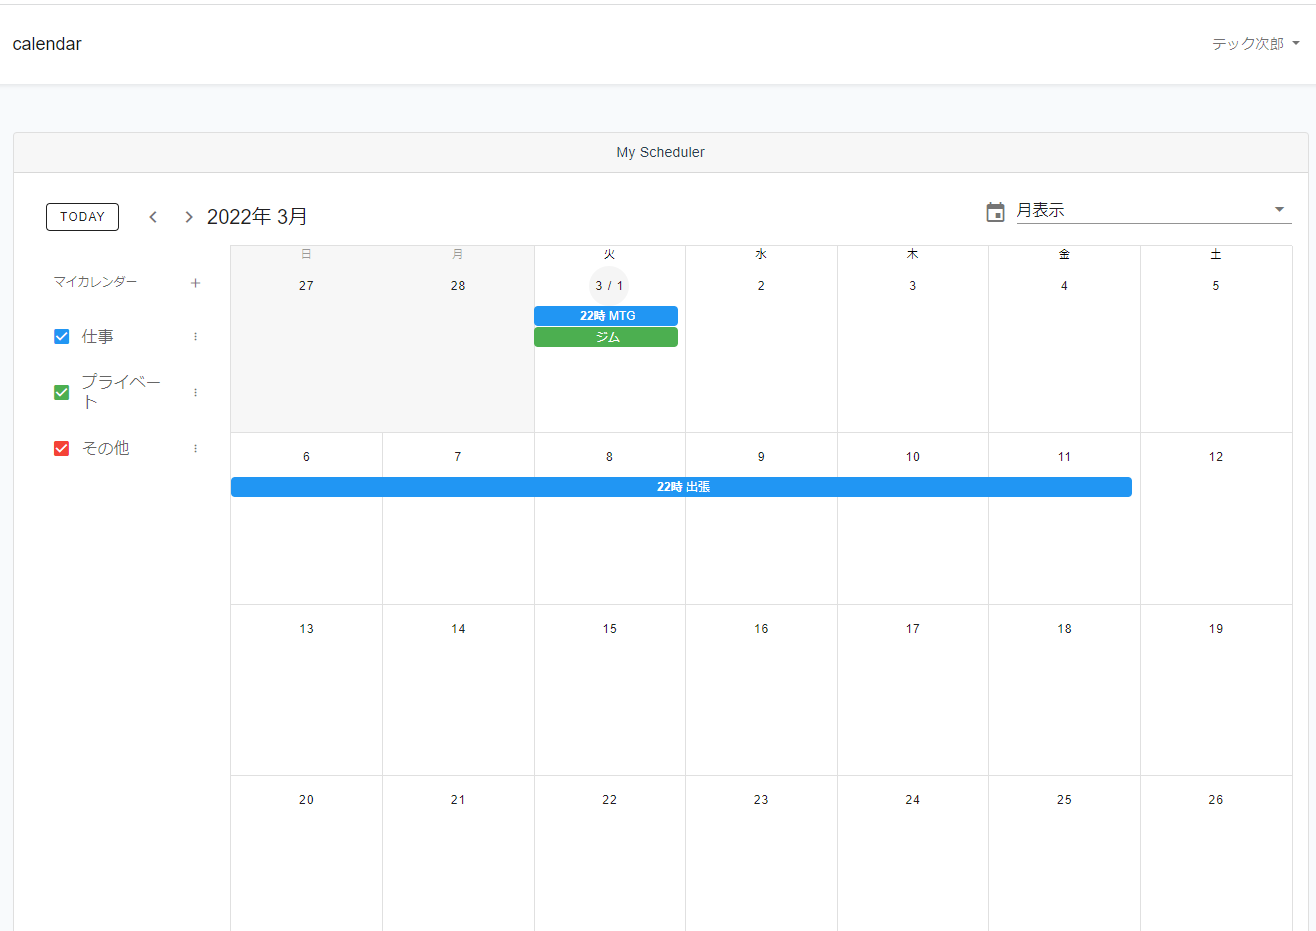 calendar
テック次郎
My Scheduler
TODAY
2022年 3月
月表示
マイカレンダー
仕事
プライベー
ト
その他
日 月 火 水 木 金 土
27 28 3 / 1 2 3 4 5
22時 MTG
ジム
6 7 8 9 10 11 12
22時 出張
13 14 15 16 17 18 19
20 21 22 23 24 25 26